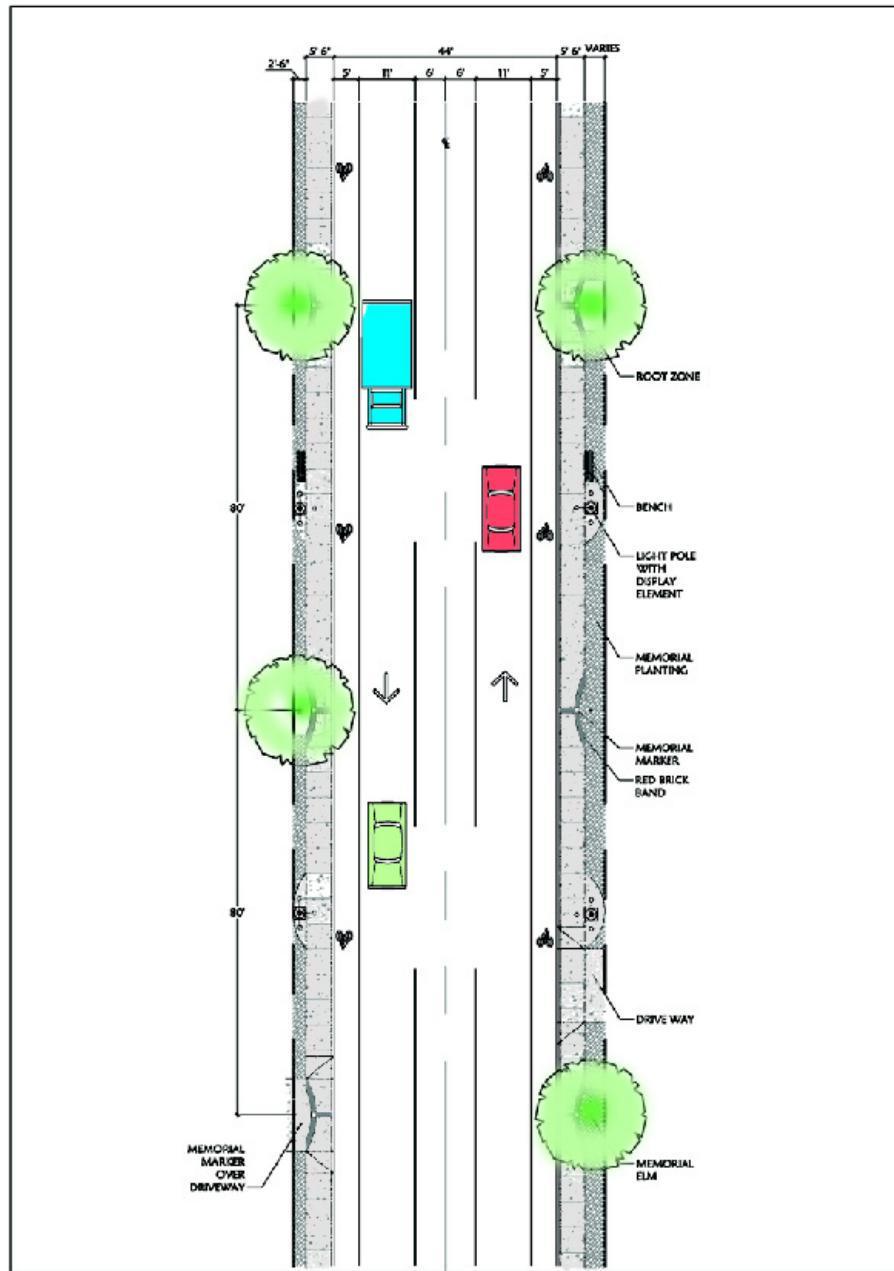 5' 6" 44' 5' 6" VARIES
2'-6" 5' 11' 6' 6' 11' 5'
ROOT ZONE
BENCH
80'
LIGHT POLE
WITH
DISPLAY
ELEMENT
MEMORIAL
PLANTING
MEMORIAL
MARKER
RED BRICK
BAND
80'
DRIVE WAY
MEMORIAL
MARKER
OVER
DRIVEWAY
MEMORIAL
ELM